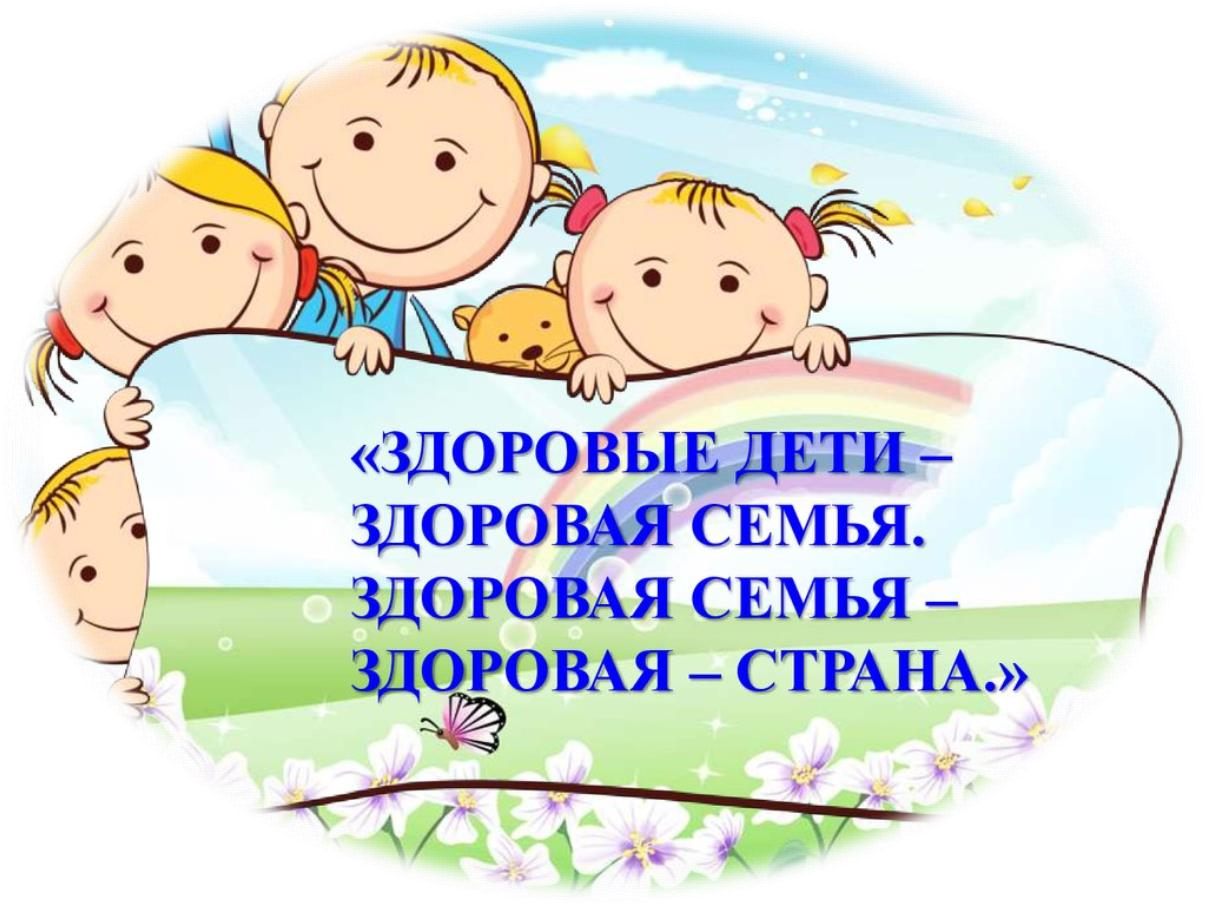 «ЗДОРОВЫЕ ДЕТИ –
ЗДОРОВАЯ СЕМЬЯ.
ЗДОРОВАЯ СЕМЬЯ –
ЗДОРОВАЯ – СТРАНА.»